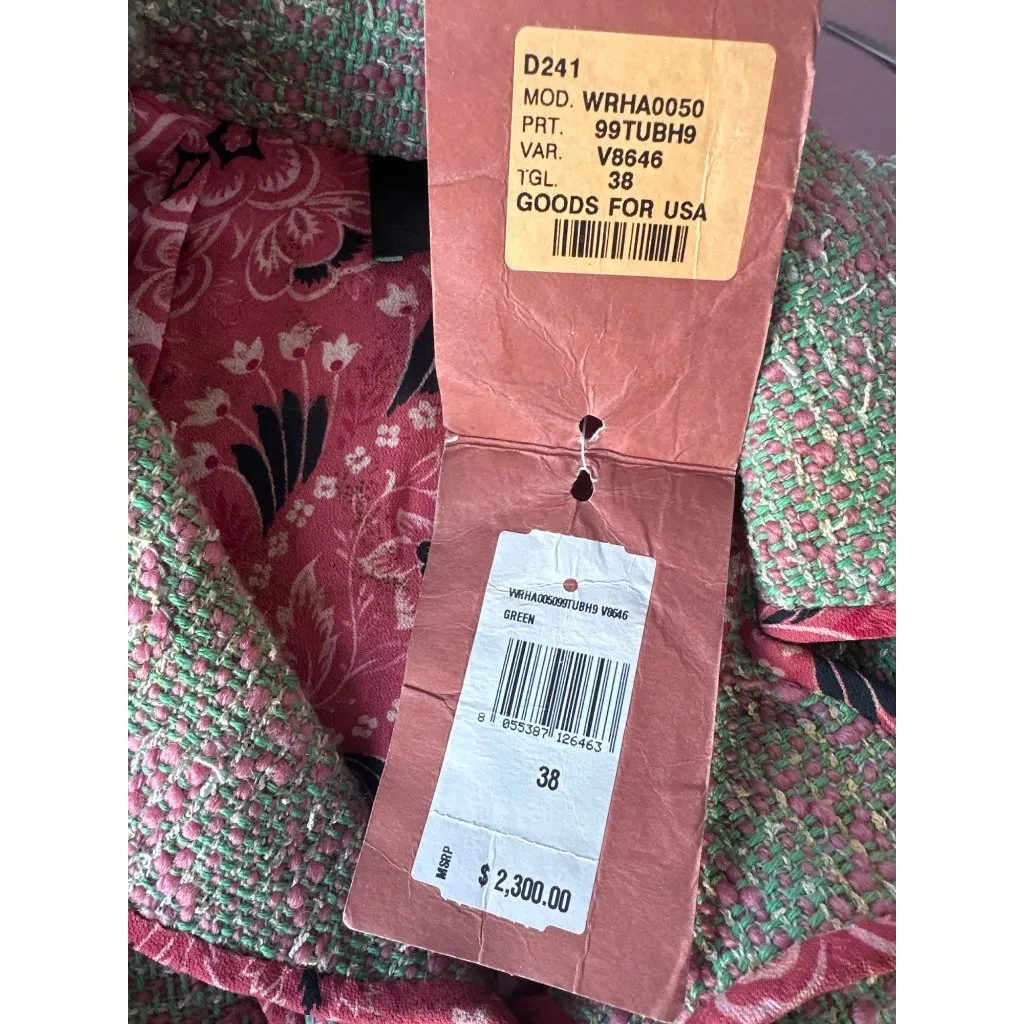 D241
MOD. WRHA0050
PRT. 99TUBH9
VAR. V8646
TGL. 38
GOODS FOR USA
WRHA005099TUBH9 V8646
GREEN
8 055387 126463
38
MSRP $ 2,300.00